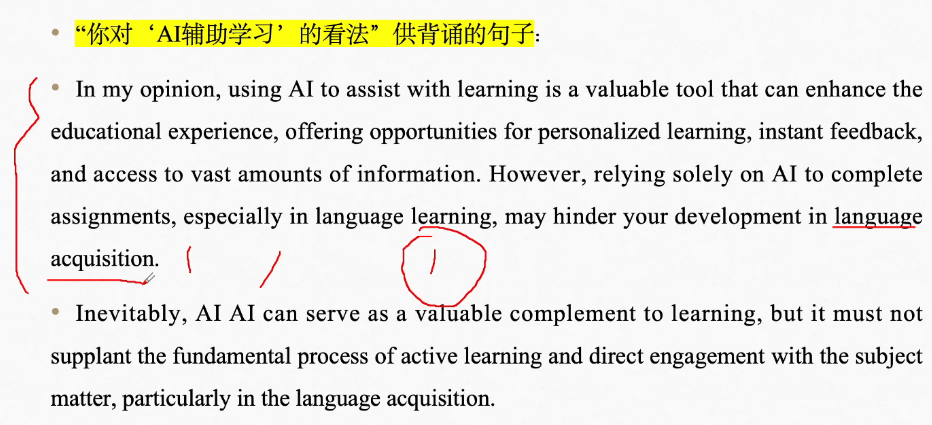 • “你对‘AI辅助学习’的看法”供背诵的句子:
• In my opinion, using AI to assist with learning is a valuable tool that can enhance the
educational experience, offering opportunities for personalized learning, instant feedback,
and access to vast amounts of information. However, relying solely on AI to complete
assignments, especially in language learning, may hinder your development in language
acquisition.
• Inevitably, AI AI can serve as a valuable complement to learning, but it must not
supplant the fundamental process of active learning and direct engagement with the subject
matter, particularly in the language acquisition.